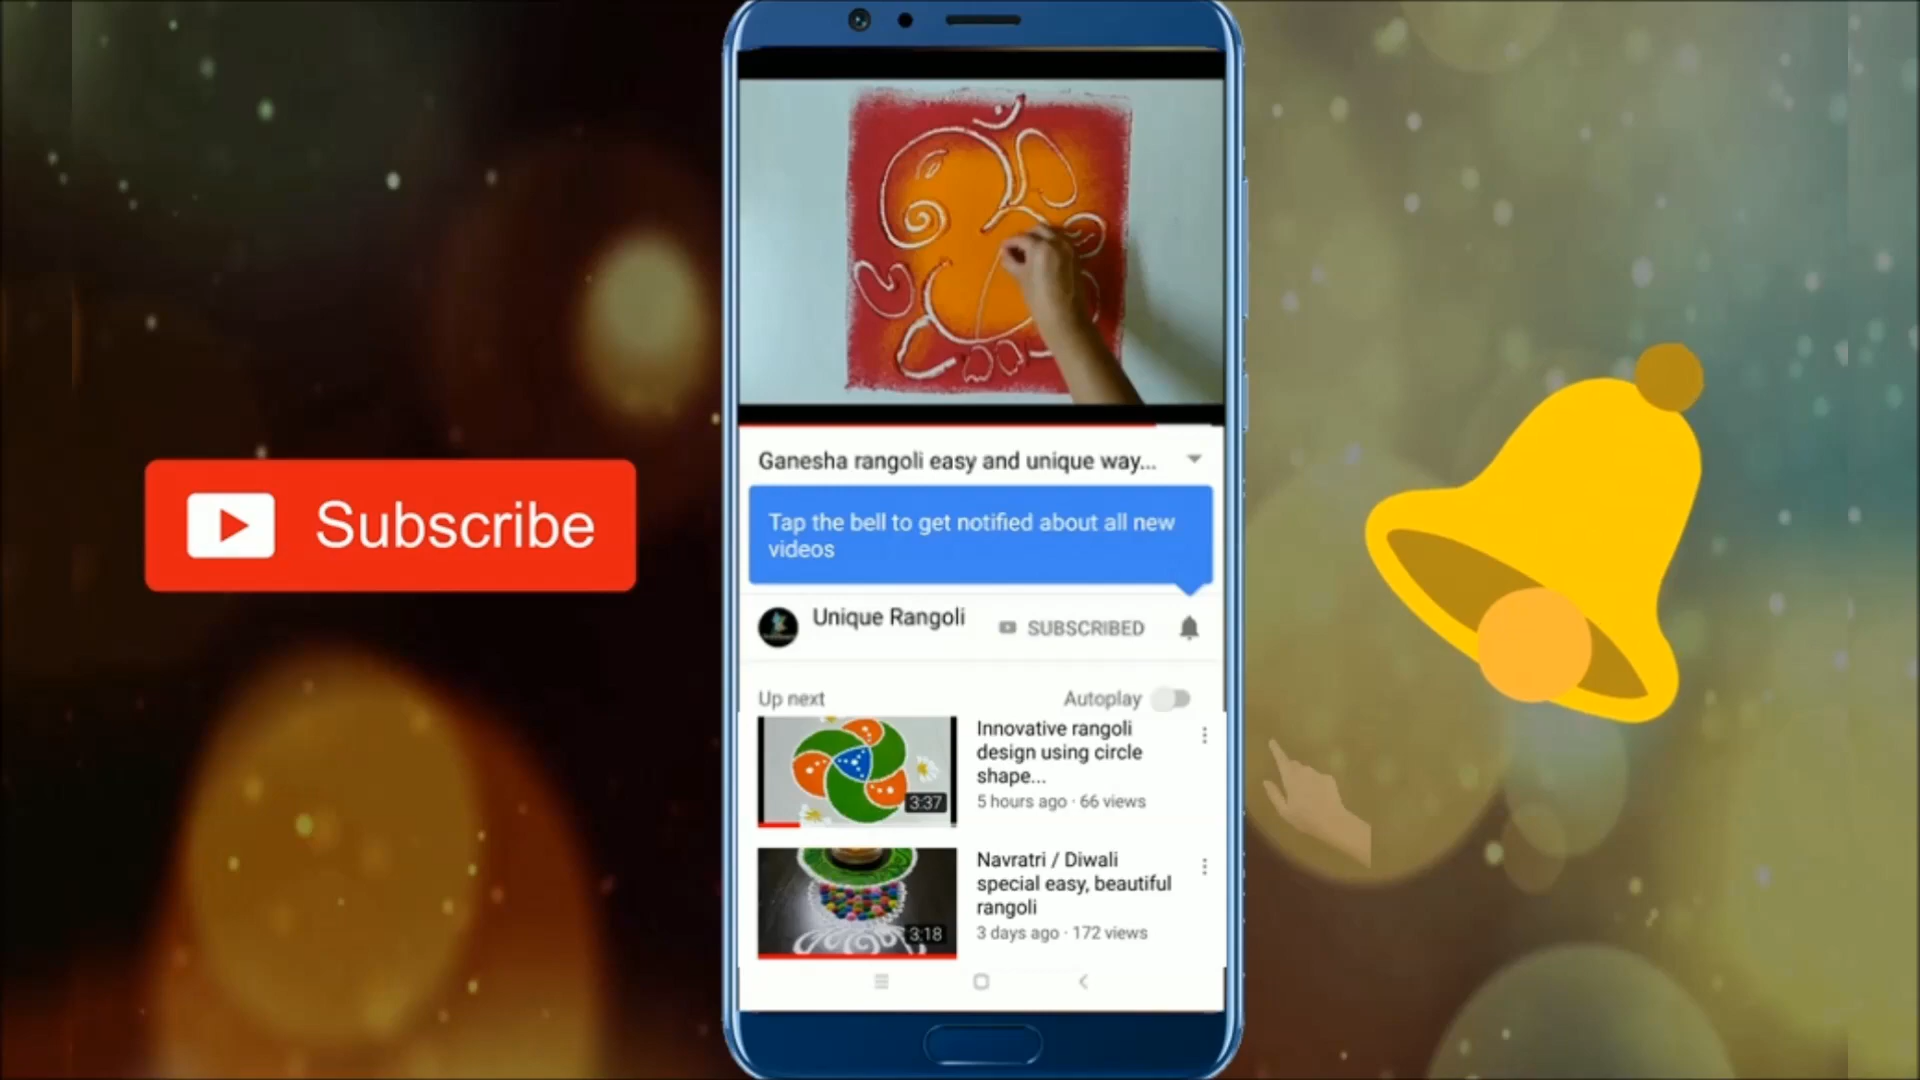 Ganesha rangoli easy and unique way...
Tap the bell to get notified about all new
videos
Subscribe
Unique Rangoli
SUBSCRIBED
Up next
Autoplay
Innovative rangoli
design using circle
shape...
5 hours ago · 66 views
3:37
Navratri / Diwali
special easy, beautiful
rangoli
3 days ago · 172 views
3:18